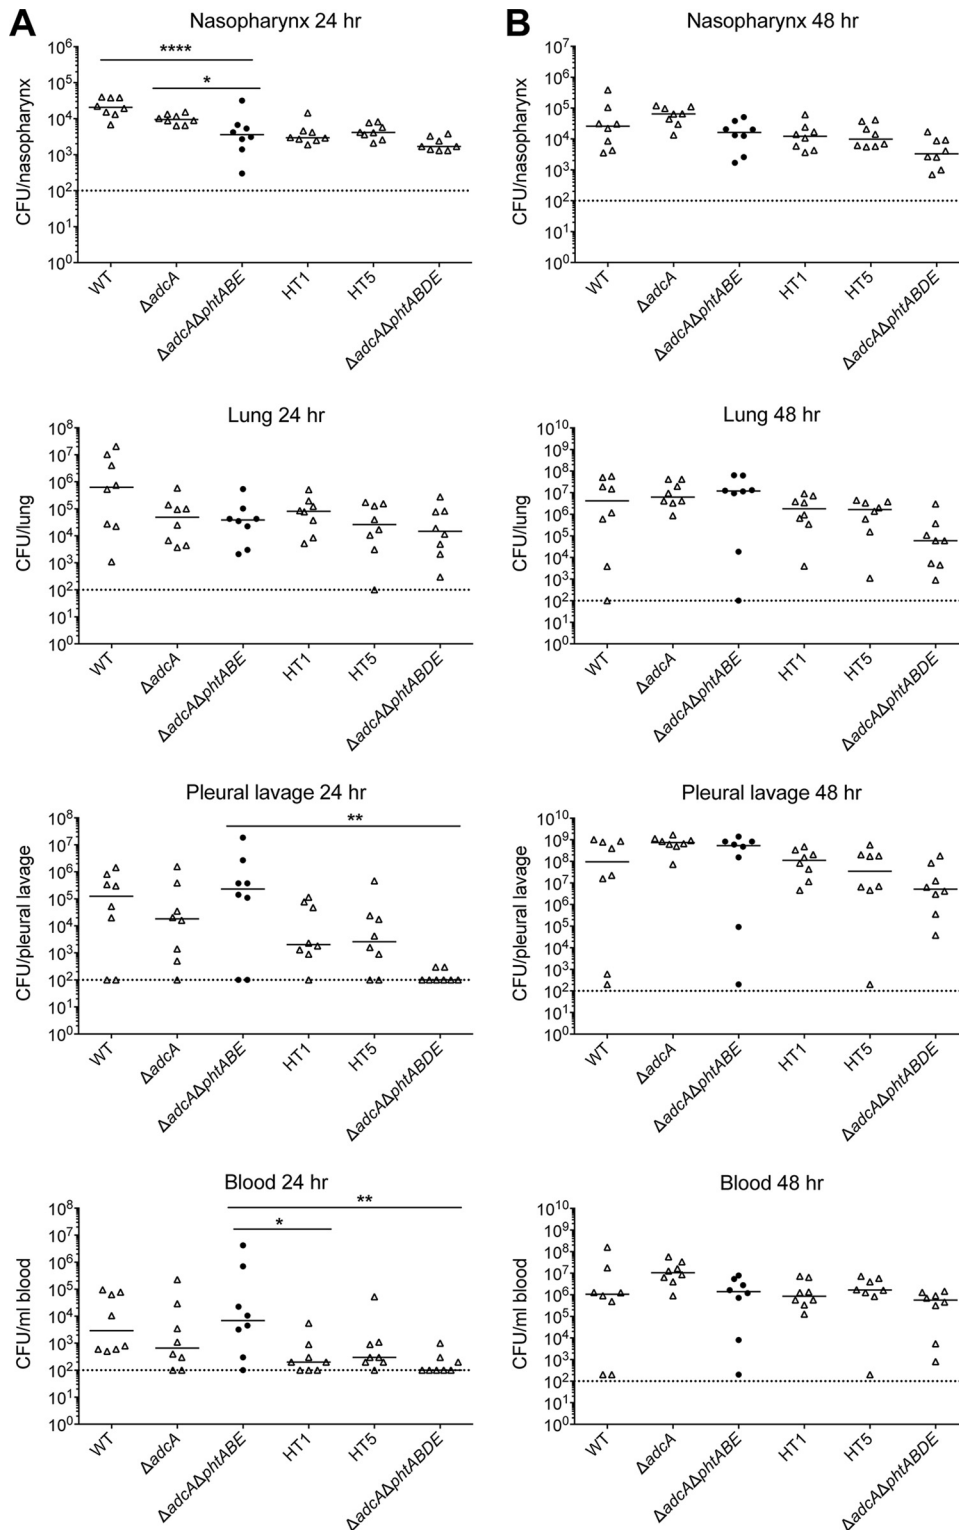 A
Nasopharynx 24 hr
CFU/nasopharynx
10⁶
10⁵
10⁴
10³
10²
10¹
10⁰
****
*
WT
ΔadcA
ΔadcAΔphtABE
HT1
HT5
ΔadcAΔphtABDE
B
Nasopharynx 48 hr
CFU/nasopharynx
10⁷
10⁶
10⁵
10⁴
10³
10²
10¹
10⁰
WT
ΔadcA
ΔadcAΔphtABE
HT1
HT5
ΔadcAΔphtABDE
Lung 24 hr
CFU/lung
10⁸
10⁷
10⁶
10⁵
10⁴
10³
10²
10¹
10⁰
WT
ΔadcA
ΔadcAΔphtABE
HT1
HT5
ΔadcAΔphtABDE
Lung 48 hr
CFU/lung
10¹⁰
10⁹
10⁸
10⁷
10⁶
10⁵
10⁴
10³
10²
10¹
10⁰
WT
ΔadcA
ΔadcAΔphtABE
HT1
HT5
ΔadcAΔphtABDE
Pleural lavage 24 hr
CFU/pleural lavage
10⁸
10⁷
10⁶
10⁵
10⁴
10³
10²
10¹
10⁰
**
WT
ΔadcA
ΔadcAΔphtABE
HT1
HT5
ΔadcAΔphtABDE
Pleural lavage 48 hr
CFU/pleural lavage
10¹⁰
10⁹
10⁸
10⁷
10⁶
10⁵
10⁴
10³
10²
10¹
10⁰
WT
ΔadcA
ΔadcAΔphtABE
HT1
HT5
ΔadcAΔphtABDE
Blood 24 hr
CFU/ml blood
10⁸
10⁷
10⁶
10⁵
10⁴
10³
10²
10¹
10⁰
**
*
WT
ΔadcA
ΔadcAΔphtABE
HT1
HT5
ΔadcAΔphtABDE
Blood 48 hr
CFU/ml blood
10¹⁰
10⁹
10⁸
10⁷
10⁶
10⁵
10⁴
10³
10²
10¹
10⁰
WT
ΔadcA
ΔadcAΔphtABE
HT1
HT5
ΔadcAΔphtABDE